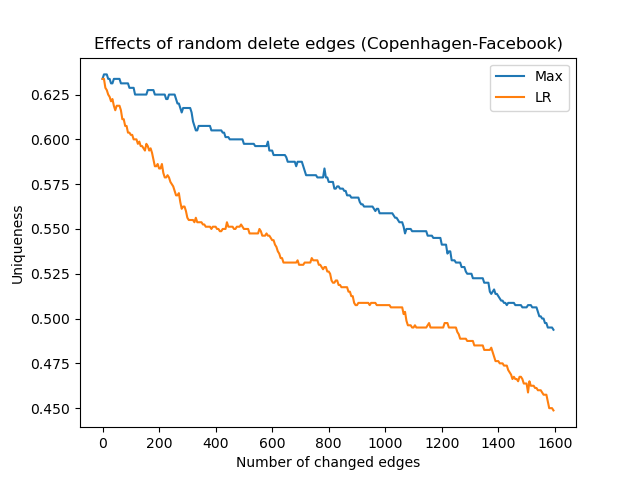 Effects of random delete edges (Copenhagen-Facebook)
Max
LR
Uniqueness
0.625
0.600
0.575
0.550
0.525
0.500
0.475
0.450
0 200 400 600 800 1000 1200 1400 1600
Number of changed edges